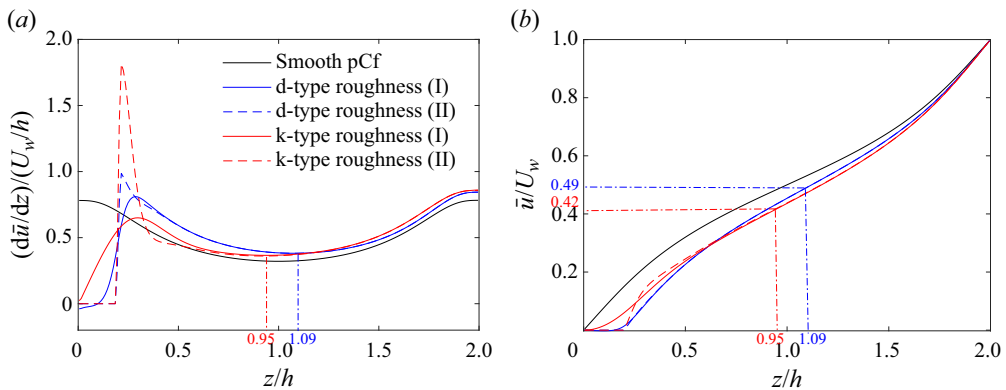 (a)
2.0
1.5
1.0
0.5
0
(dū/dz)/(U_w/h)
Smooth pCf
d-type roughness (I)
d-type roughness (II)
k-type roughness (I)
k-type roughness (II)
0.95
1.09
0
0.5
1.0
1.5
2.0
z/h
(b)
1.0
0.8
0.6
0.49
0.42
0.4
0.2
ū/U_w
0.95
1.09
0
0.5
1.0
1.5
2.0
z/h